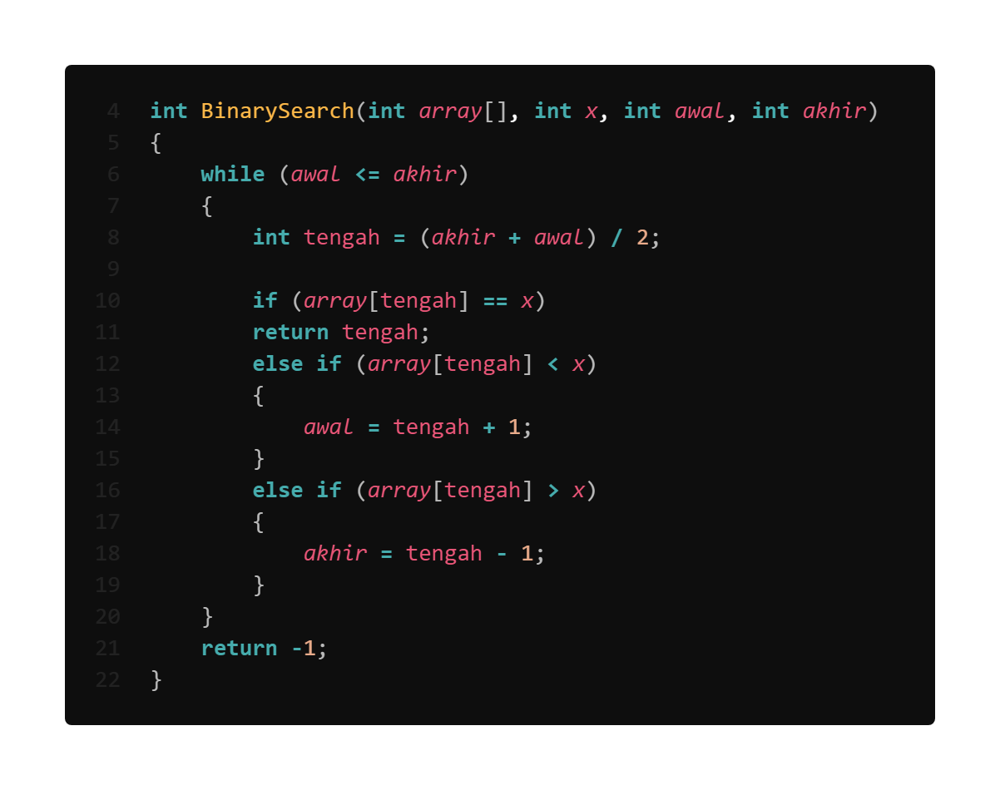 4 int BinarySearch(int array[], int x, int awal, int akhir)
5 {
6     while (awal <= akhir)
7     {
8         int tengah = (akhir + awal) / 2;
9
10         if (array[tengah] == x)
11         return tengah;
12         else if (array[tengah] < x)
13         {
14             awal = tengah + 1;
15         }
16         else if (array[tengah] > x)
17         {
18             akhir = tengah - 1;
19         }
20     }
21     return -1;
22 }